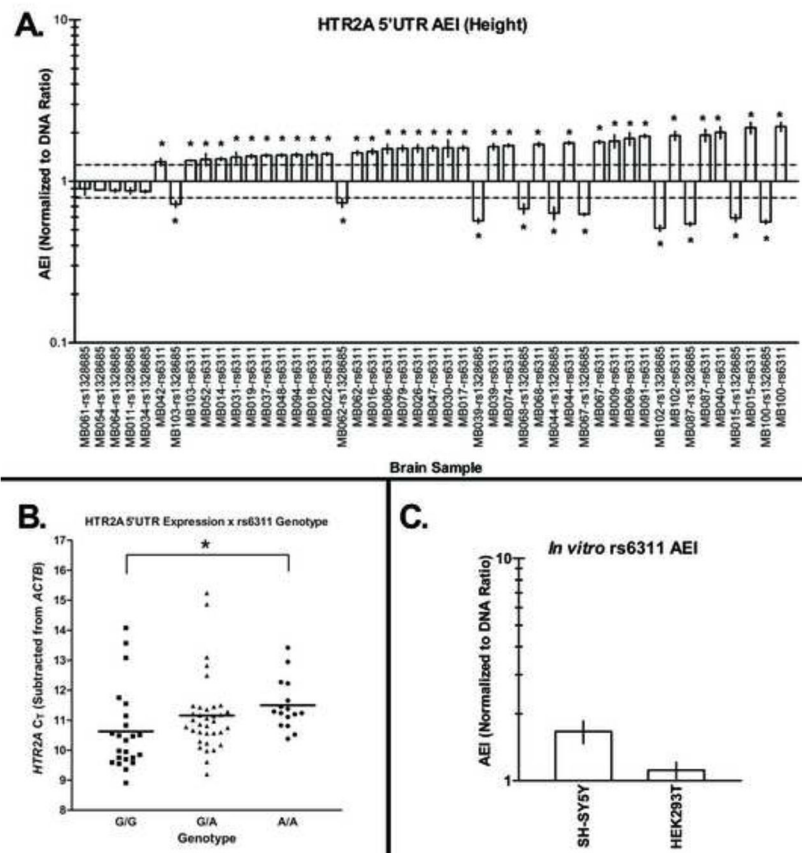 A.
HTR2A 5'UTR AEI (Height)
AEI (Normalized to DNA Ratio)
10
1
0.1
MB061-rs1328685
MB054-rs1328685
MB064-rs1328685
MB011-rs1328685
MB034-rs1328685
MB042-rs6311
MB103-rs1328685
MB103-rs6311
MB052-rs6311
MB014-rs6311
MB031-rs6311
MB019-rs6311
MB037-rs6311
MB048-rs6311
MB094-rs6311
MB018-rs6311
MB022-rs6311
MB062-rs1328685
MB062-rs6311
MB016-rs6311
MB086-rs6311
MB079-rs6311
MB026-rs6311
MB047-rs6311
MB030-rs6311
MB017-rs6311
MB039-rs1328685
MB039-rs6311
MB074-rs6311
MB068-rs1328685
MB068-rs6311
MB044-rs1328685
MB044-rs6311
MB067-rs1328685
MB067-rs6311
MB009-rs6311
MB069-rs6311
MB091-rs6311
MB102-rs1328685
MB102-rs6311
MB087-rs1328685
MB087-rs6311
MB040-rs6311
MB015-rs1328685
MB015-rs6311
MB100-rs1328685
MB100-rs6311
Brain Sample
B.
HTR2A 5'UTR Expression x rs6311 Genotype
HTR2A CT (Subtracted from ACTB)
17
16
15
14
13
12
11
10
9
8
*
G/G G/A A/A
Genotype
C.
In vitro rs6311 AEI
AEI (Normalized to DNA Ratio)
10
1
SH-SY5Y
HEK293T